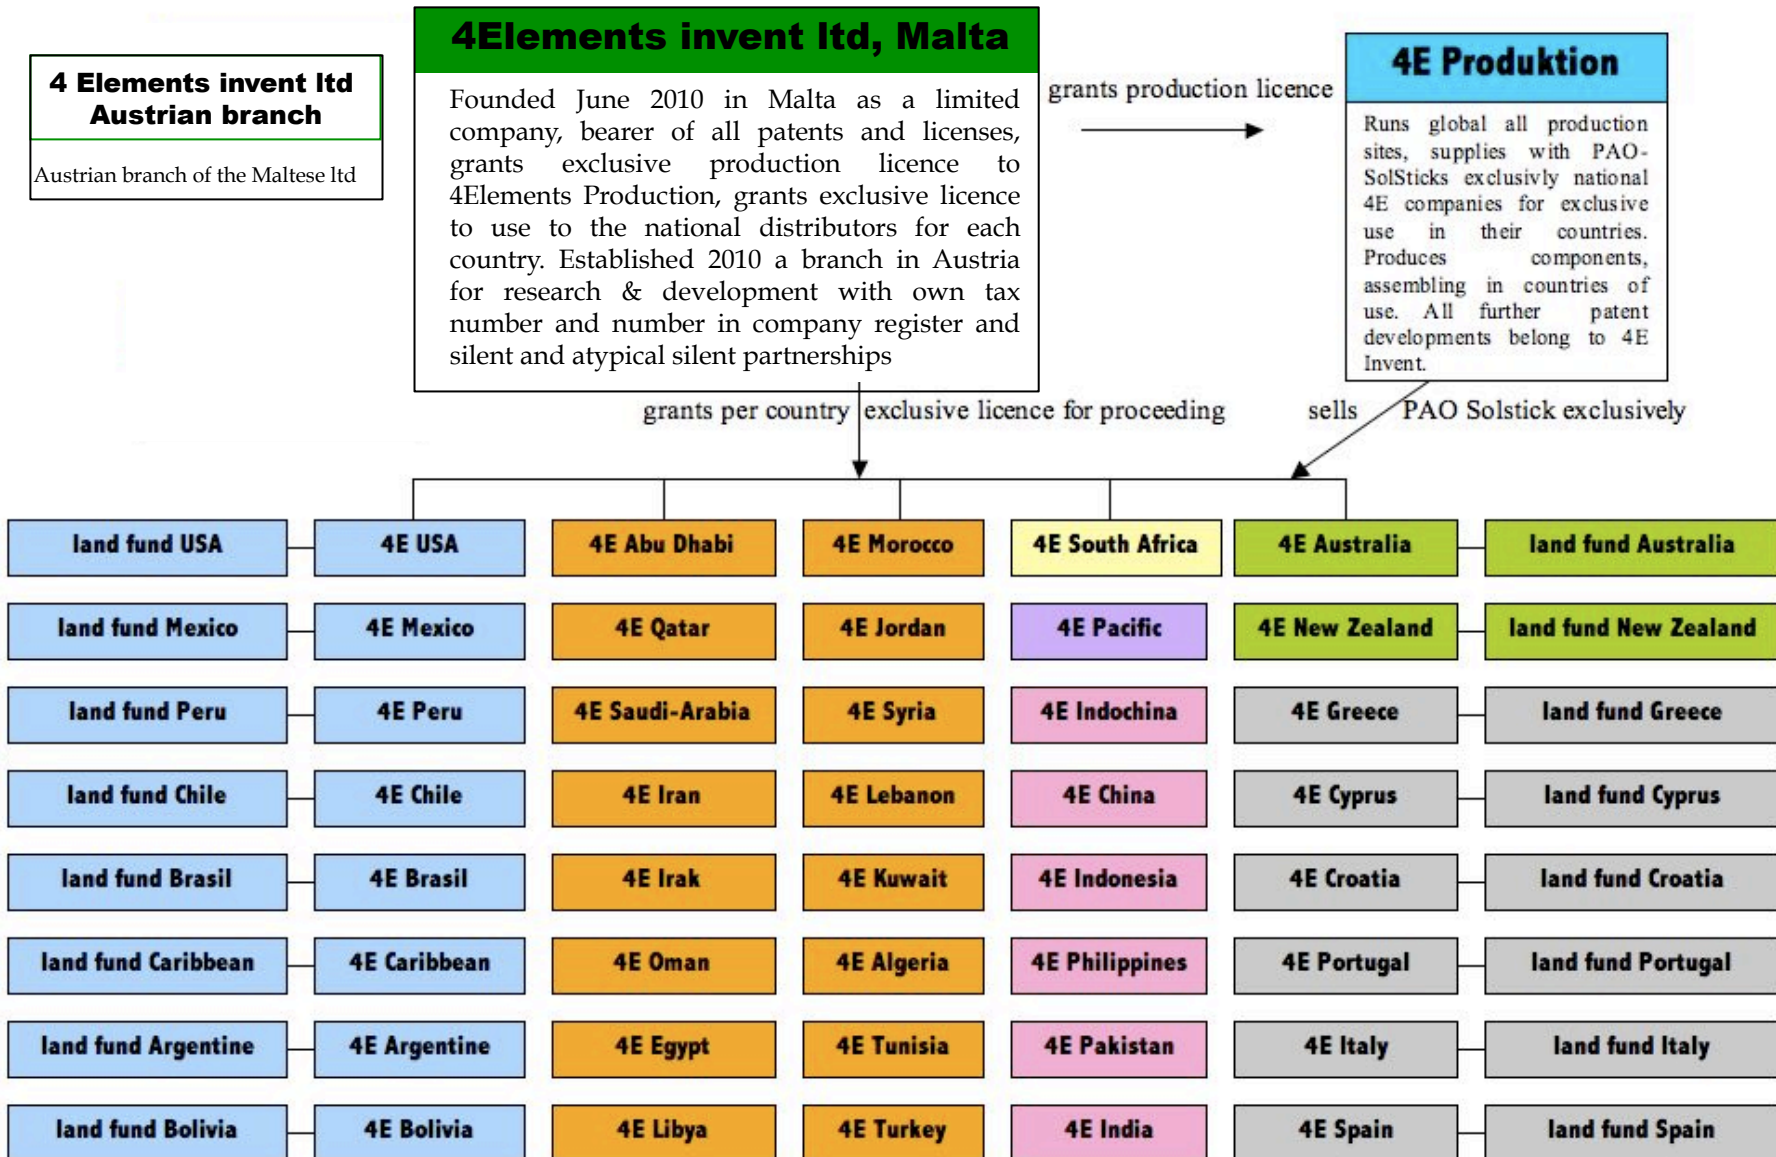 4 Elements invent ltd
Austrian branch
Austrian branch of the Maltese ltd
4Elements invent ltd, Malta
Founded June 2010 in Malta as a limited
company, bearer of all patents and licenses,
grants exclusive production licence to
4Elements Production, grants exclusive licence
to use to the national distributors for each
country. Established 2010 a branch in Austria
for research & development with own tax
number and number in company register and
silent and atypical silent partnerships
grants production licence
4E Produktion
Runs global all production
sites, supplies with PAO-
SolSticks exclusivly national
4E companies for exclusive
use in their countries.
Produces components,
assembling in countries of
use. All further patent
developments belong to 4E
Invent.
grants per country exclusive licence for proceeding
sells PAO Solstick exclusively
land fund USA 4E USA 4E Abu Dhabi 4E Morocco 4E South Africa 4E Australia land fund Australia
land fund Mexico 4E Mexico 4E Qatar 4E Jordan 4E Pacific 4E New Zealand land fund New Zealand
land fund Peru 4E Peru 4E Saudi-Arabia 4E Syria 4E Indochina 4E Greece land fund Greece
land fund Chile 4E Chile 4E Iran 4E Lebanon 4E China 4E Cyprus land fund Cyprus
land fund Brasil 4E Brasil 4E Irak 4E Kuwait 4E Indonesia 4E Croatia land fund Croatia
land fund Caribbean 4E Caribbean 4E Oman 4E Algeria 4E Philippines 4E Portugal land fund Portugal
land fund Argentine 4E Argentine 4E Egypt 4E Tunisia 4E Pakistan 4E Italy land fund Italy
land fund Bolivia 4E Bolivia 4E Libya 4E Turkey 4E India 4E Spain land fund Spain